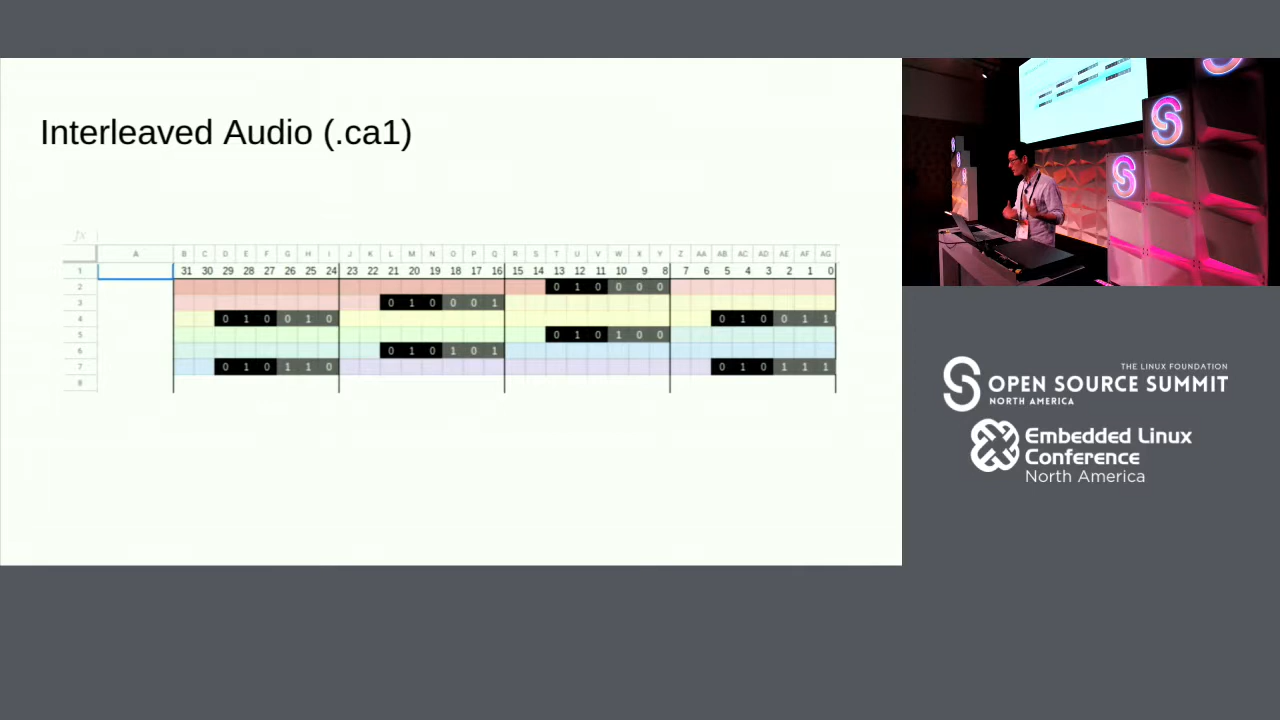 Interleaved Audio (.ca1)
fx
A B C D E F G H I J K L M N O P Q R S T U V W X Y Z AA AB AC AD AE AF AG
1 31 30 29 28 27 26 25 24 23 22 21 20 19 18 17 16 15 14 13 12 11 10 9 8 7 6 5 4 3 2 1 0
2 0 1 0 0 0 0
3 0 1 0 0 0 1
4 0 1 0 0 1 0 0 1 0 0 1 1
5 0 1 0 1 0 0
6 0 1 0 1 0 1
7 0 1 0 1 1 0 0 1 0 1 1 1
8
THE LINUX FOUNDATION
OPEN SOURCE SUMMIT
NORTH AMERICA
Embedded Linux
Conference
North America